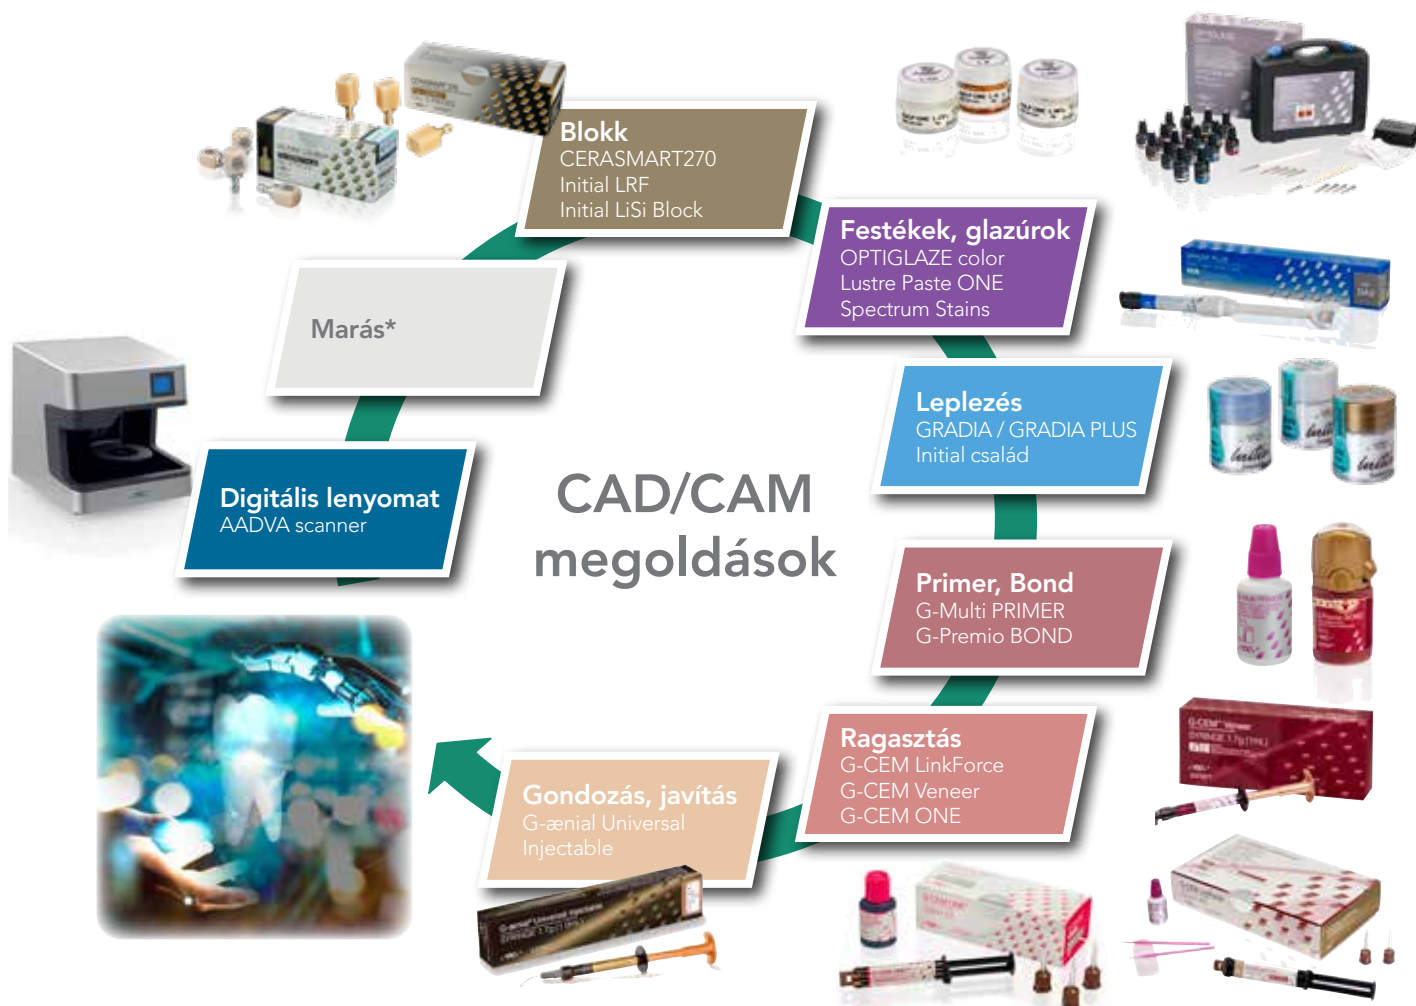 Blokk
CERASMART270
Initial LRF
Initial LiSi Block
Festékek, glazúrok
OPTIGLAZE color
Lustre Paste ONE
Spectrum Stains
Marás*
Leplezés
GRADIA / GRADIA PLUS
Initial család
Digitális lenyomat
AADVA scanner
CAD/CAM
megoldások
Primer, Bond
G-Multi PRIMER
G-Premio BOND
Ragasztás
G-CEM LinkForce
G-CEM Veneer
G-CEM ONE
Gondozás, javítás
G-ænial Universal
Injectable